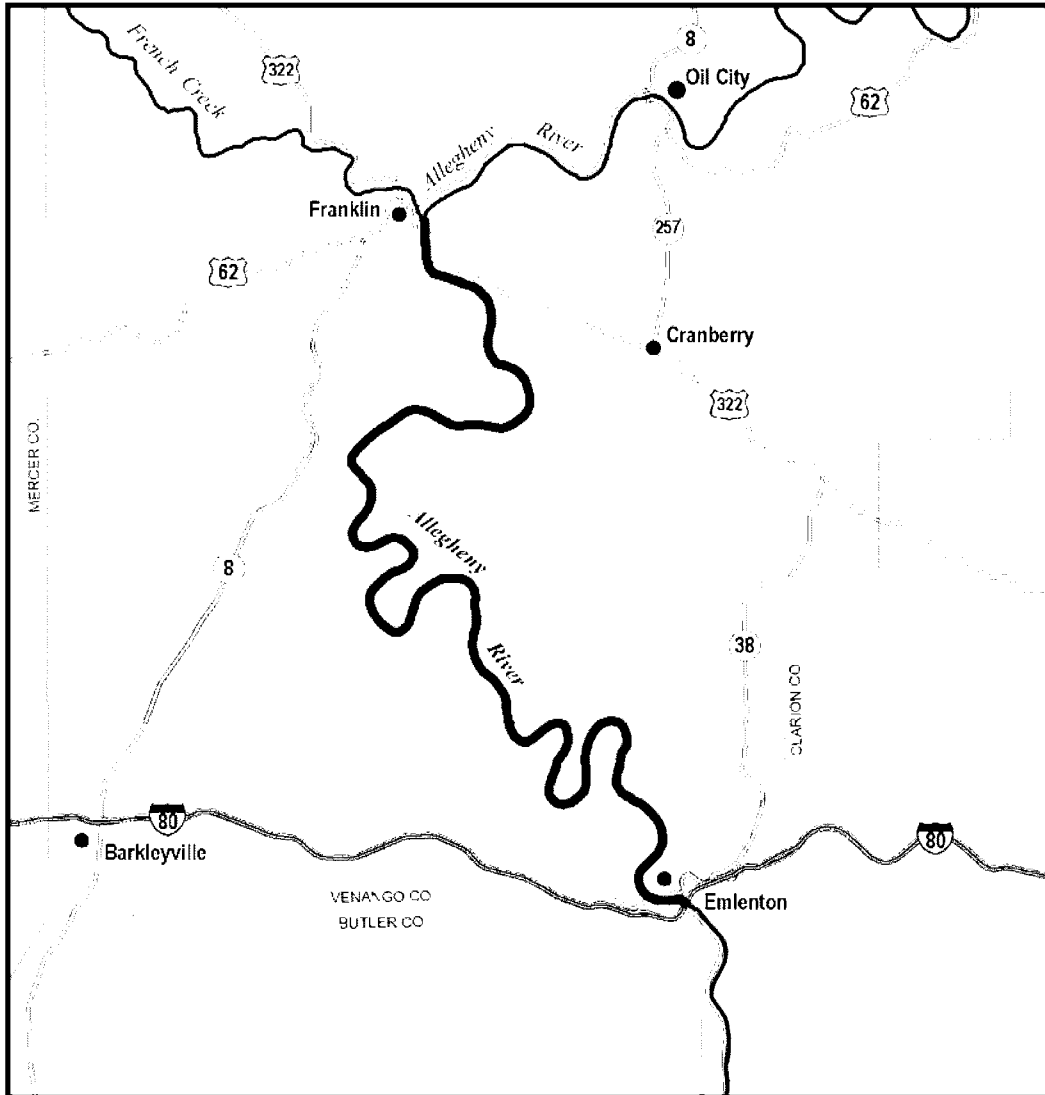 8
322
Oil City
French Creek
62
Allegheny River
Franklin
257
62
Cranberry
322
MERCER CO.
Allegheny River
8
38
CLARION CO
80
80
Barkleyville
VENANGO CO
Emlenton
BUTLER CO